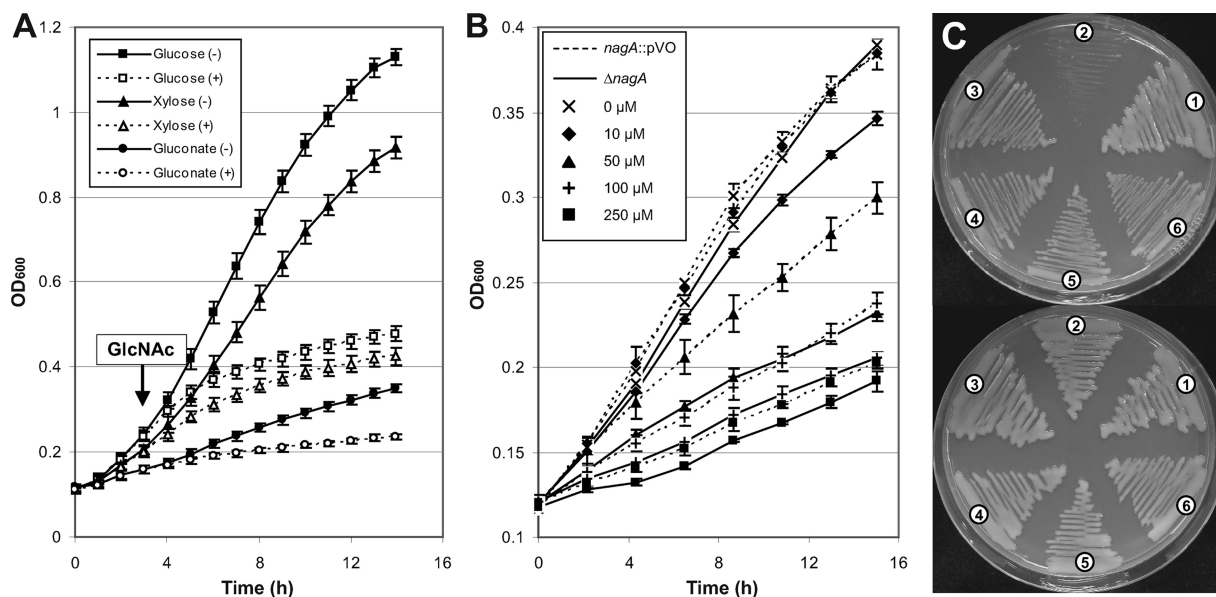 A
1.2
1
0.8
0.6
0.4
0.2
0
OD600
Glucose (-)
Glucose (+)
Xylose (-)
Xylose (+)
Gluconate (-)
Gluconate (+)
GlcNAc
0 4 8 12 16
Time (h)
B
0.4
0.35
0.3
0.25
0.2
0.15
0.1
OD600
nagA::pVO
ΔnagA
0 µM
10 µM
50 µM
100 µM
250 µM
0 4 8 12 16
Time (h)
C
2
3
1
4
6
5
2
3
1
4
6
5